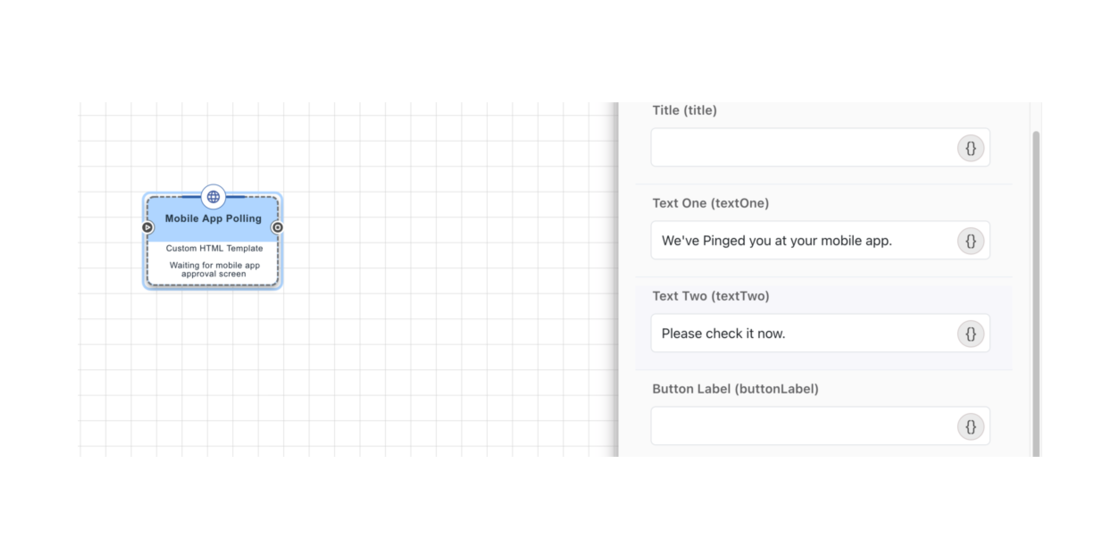 Mobile App Polling
Custom HTML Template
Waiting for mobile app
approval screen
Title (title)
{}
Text One (textOne)
We've Pinged you at your mobile app.
{}
Text Two (textTwo)
Please check it now.
{}
Button Label (buttonLabel)
{}